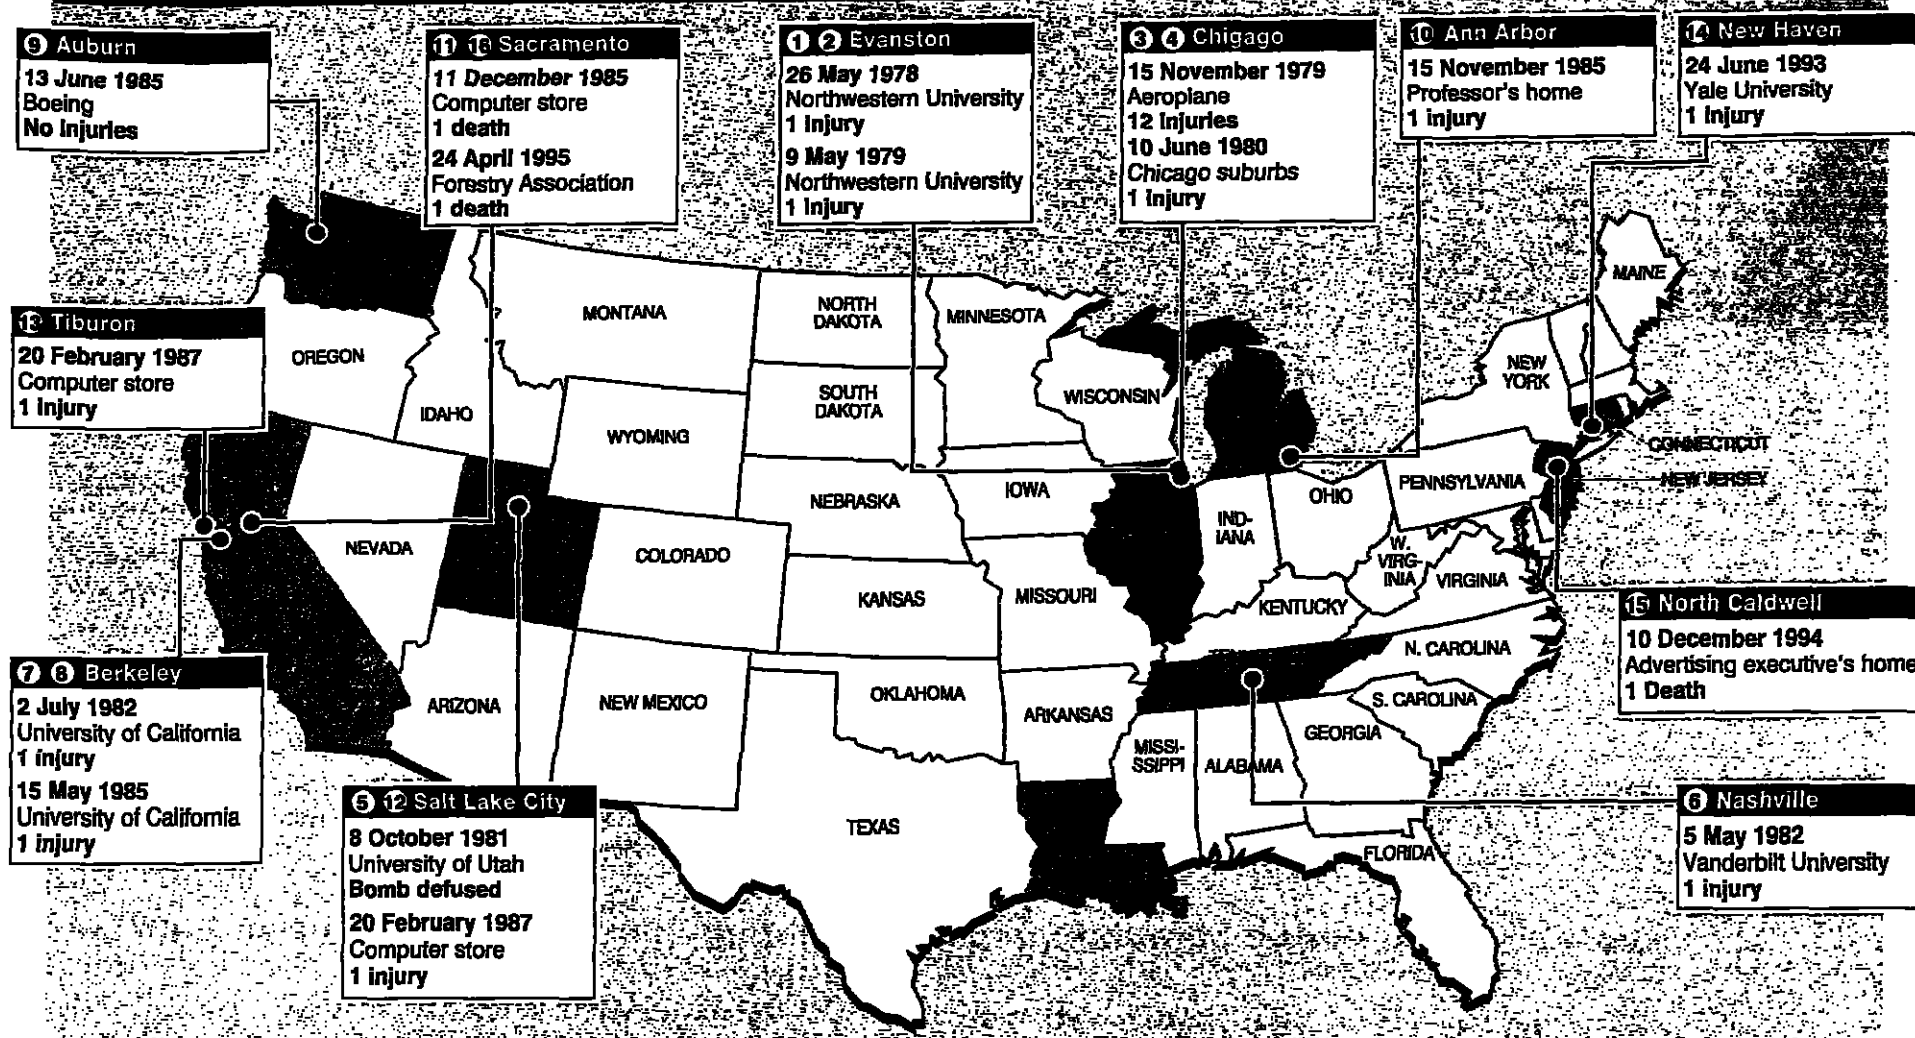 9 Auburn
13 June 1985
Boeing
No Injuries
11 16 Sacramento
11 December 1985
Computer store
1 death
24 April 1995
Forestry Association
1 death
1 2 Evanston
26 May 1978
Northwestern University
1 Injury
9 May 1979
Northwestern University
1 Injury
3 4 Chigago
15 November 1979
Aeroplane
12 Injuries
10 June 1980
Chicago suburbs
1 Injury
10 Ann Arbor
15 November 1985
Professor's home
1 injury
14 New Haven
24 June 1993
Yale University
1 Injury
13 Tiburon
20 February 1987
Computer store
1 Injury
7 8 Berkeley
2 July 1982
University of California
1 injury
15 May 1985
University of California
1 injury
5 12 Salt Lake City
8 October 1981
University of Utah
Bomb defused
20 February 1987
Computer store
1 injury
15 North Caldwell
10 December 1994
Advertising executive's home
1 Death
6 Nashville
5 May 1982
Vanderbilt University
1 injury
OREGON
IDAHO
MONTANA
WYOMING
NORTH
DAKOTA
SOUTH
DAKOTA
MINNESOTA
WISCONSIN
NEBRASKA
IOWA
NEVADA
COLORADO
KANSAS
MISSOURI
IND-
IANA
OHIO
KENTUCKY
W.
VIRG-
INIA
VIRGINIA
PENNSYLVANIA
NEW
YORK
MAINE
CONNECTICUT
NEW JERSEY
N. CAROLINA
S. CAROLINA
GEORGIA
ALABAMA
MISSI-
SSIPPI
ARKANSAS
OKLAHOMA
ARIZONA
NEW MEXICO
TEXAS
FLORIDA